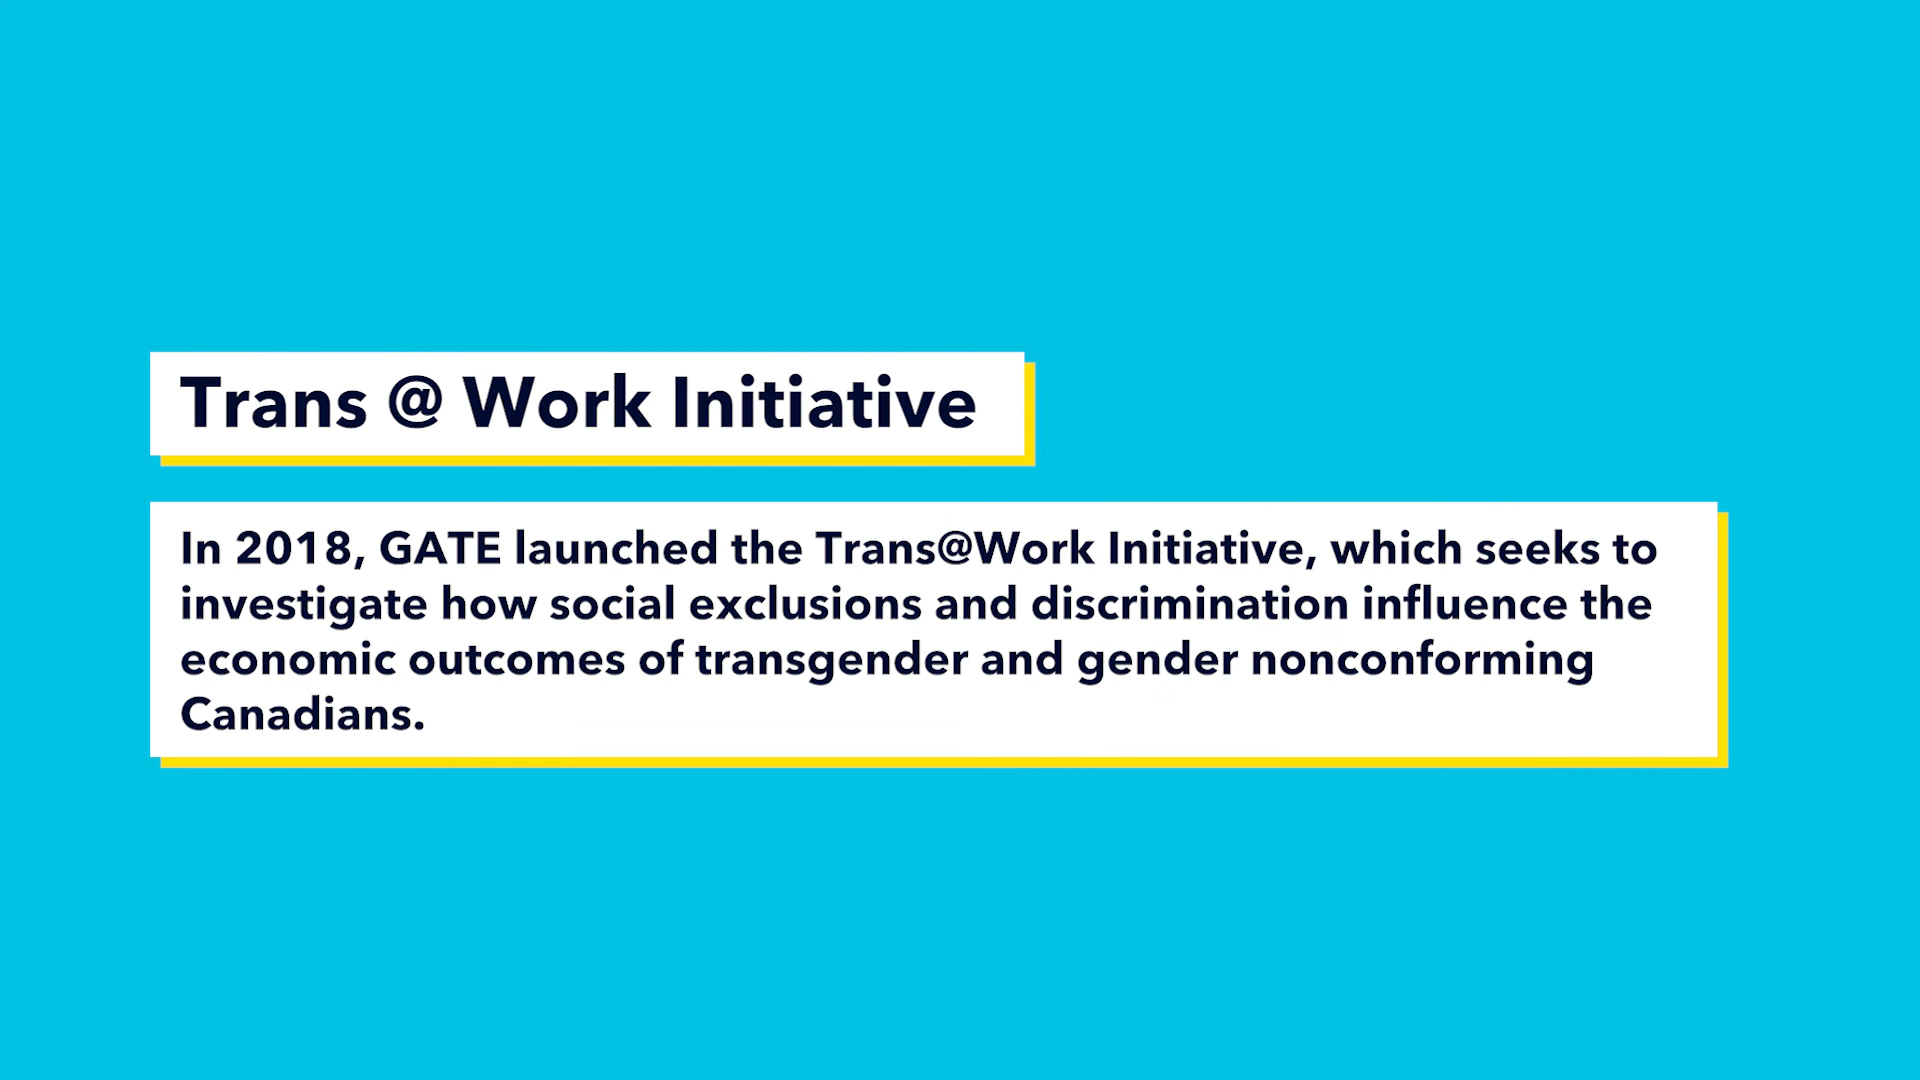 Trans @ Work Initiative
In 2018, GATE launched the Trans@Work Initiative, which seeks to
investigate how social exclusions and discrimination influence the
economic outcomes of transgender and gender nonconforming
Canadians.